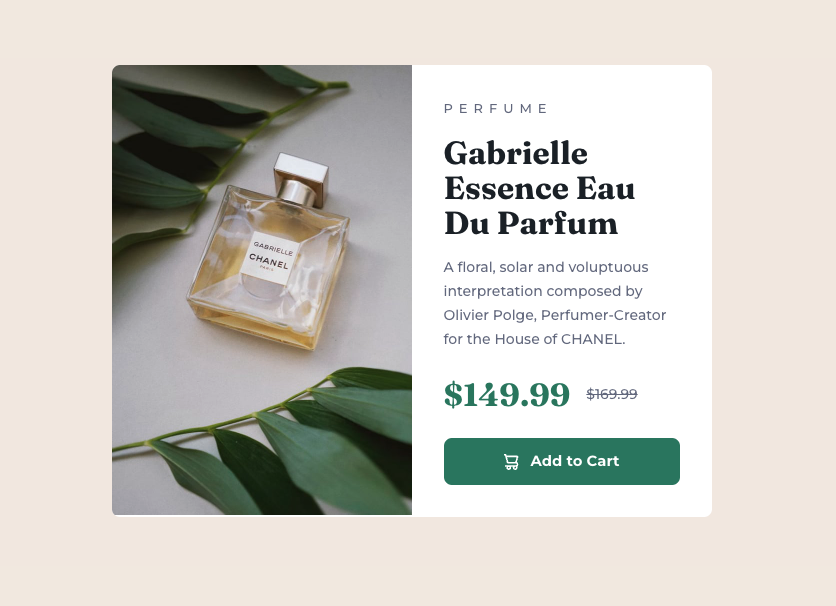 GABRIELLE
CHANEL
PARIS
PERFUME
Gabrielle
Essence Eau
Du Parfum
A floral, solar and voluptuous
interpretation composed by
Olivier Polge, Perfumer-Creator
for the House of CHANEL.
$149.99 $169.99
Add to Cart